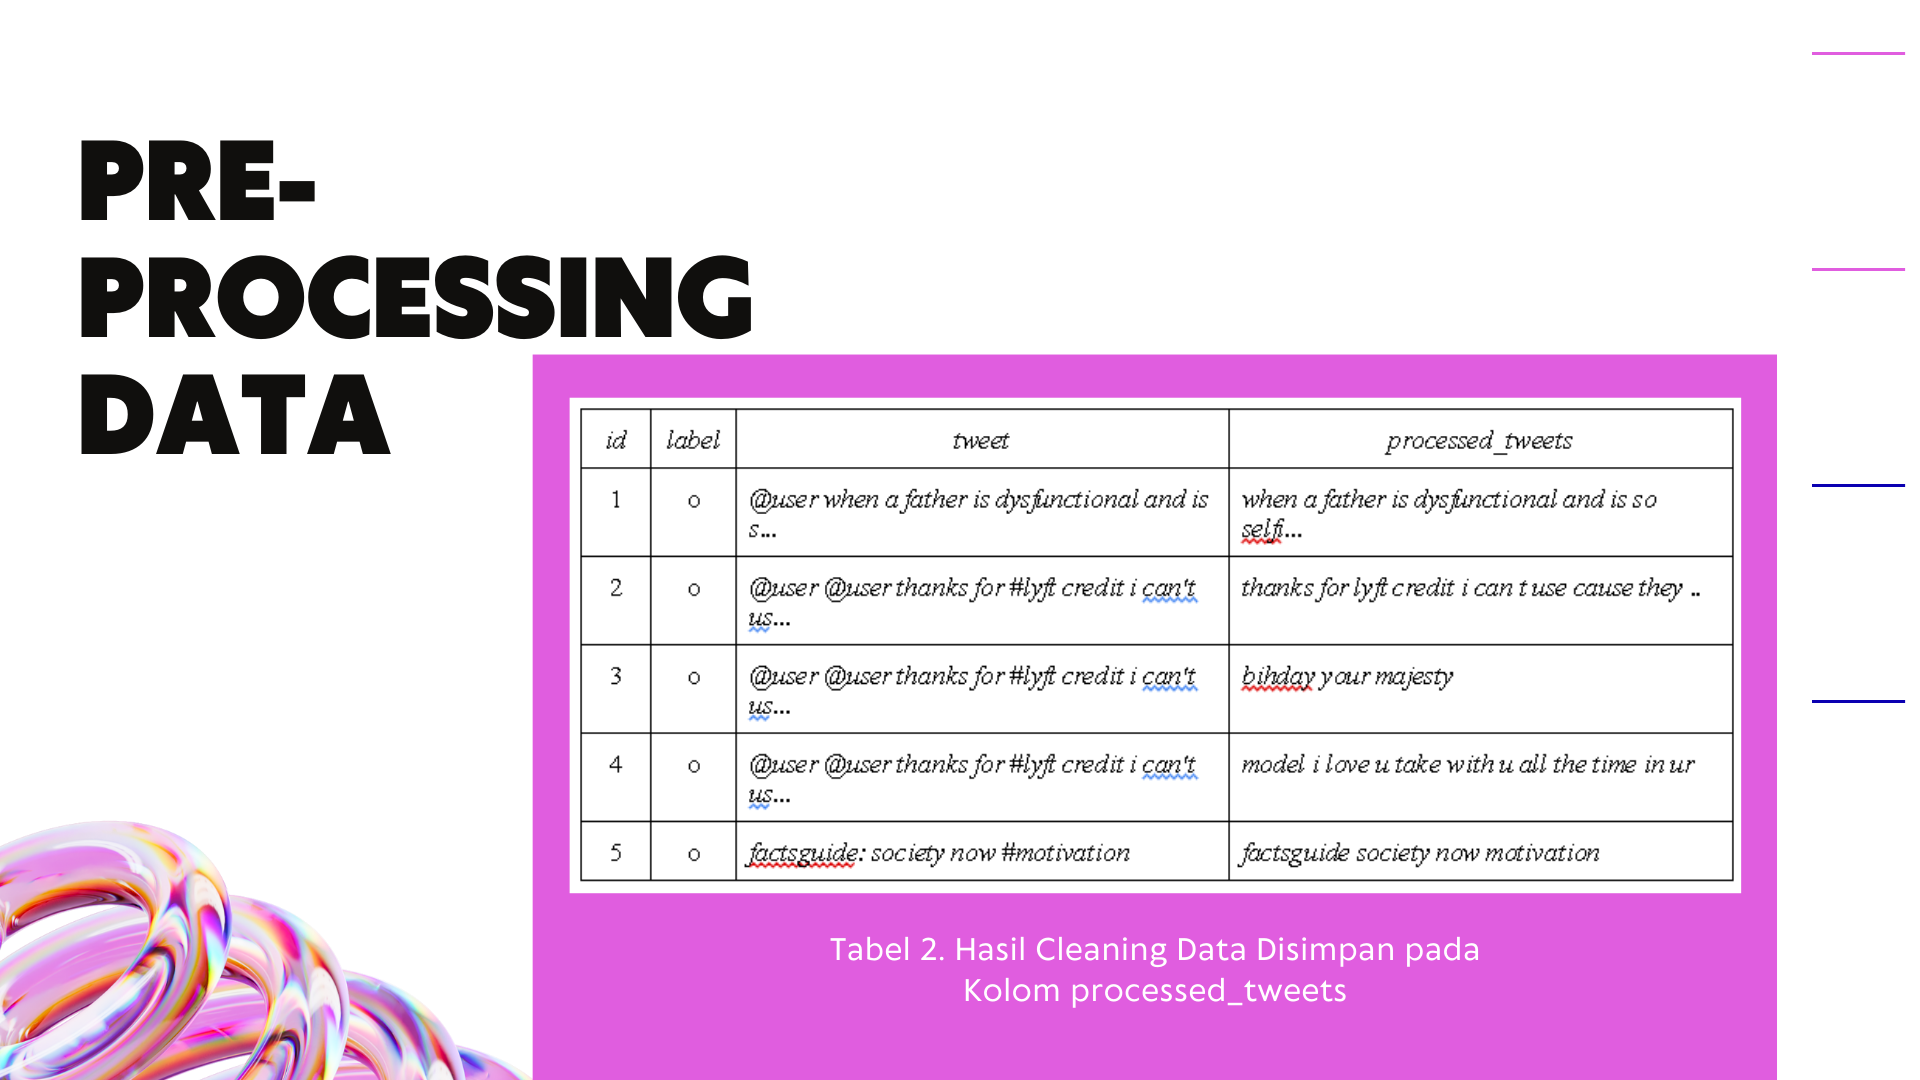 PRE-
PROCESSING
DATA
id label tweet processed_tweets
1 0 @user when a father is dysfunctional and is s... when a father is dysfunctional and is so selfi...
2 0 @user @user thanks for #lyft credit i can't us... thanks for lyft credit i can t use cause they ..
3 0 @user @user thanks for #lyft credit i can't us... bihday your majesty
4 0 @user @user thanks for #lyft credit i can't us... model i love u take with u all the time in ur
5 0 factsguide: society now #motivation factsguide society now motivation
Tabel 2. Hasil Cleaning Data Disimpan pada
Kolom processed_tweets